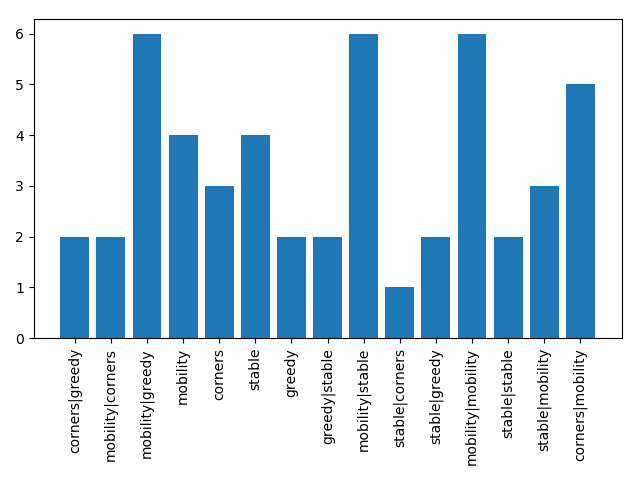 6
5
4
3
2
1
0
corners|greedy
mobility|corners
mobility|greedy
mobility
corners
stable
greedy
greedy|stable
mobility|stable
stable|corners
stable|greedy
mobility|mobility
stable|stable
stable|mobility
corners|mobility